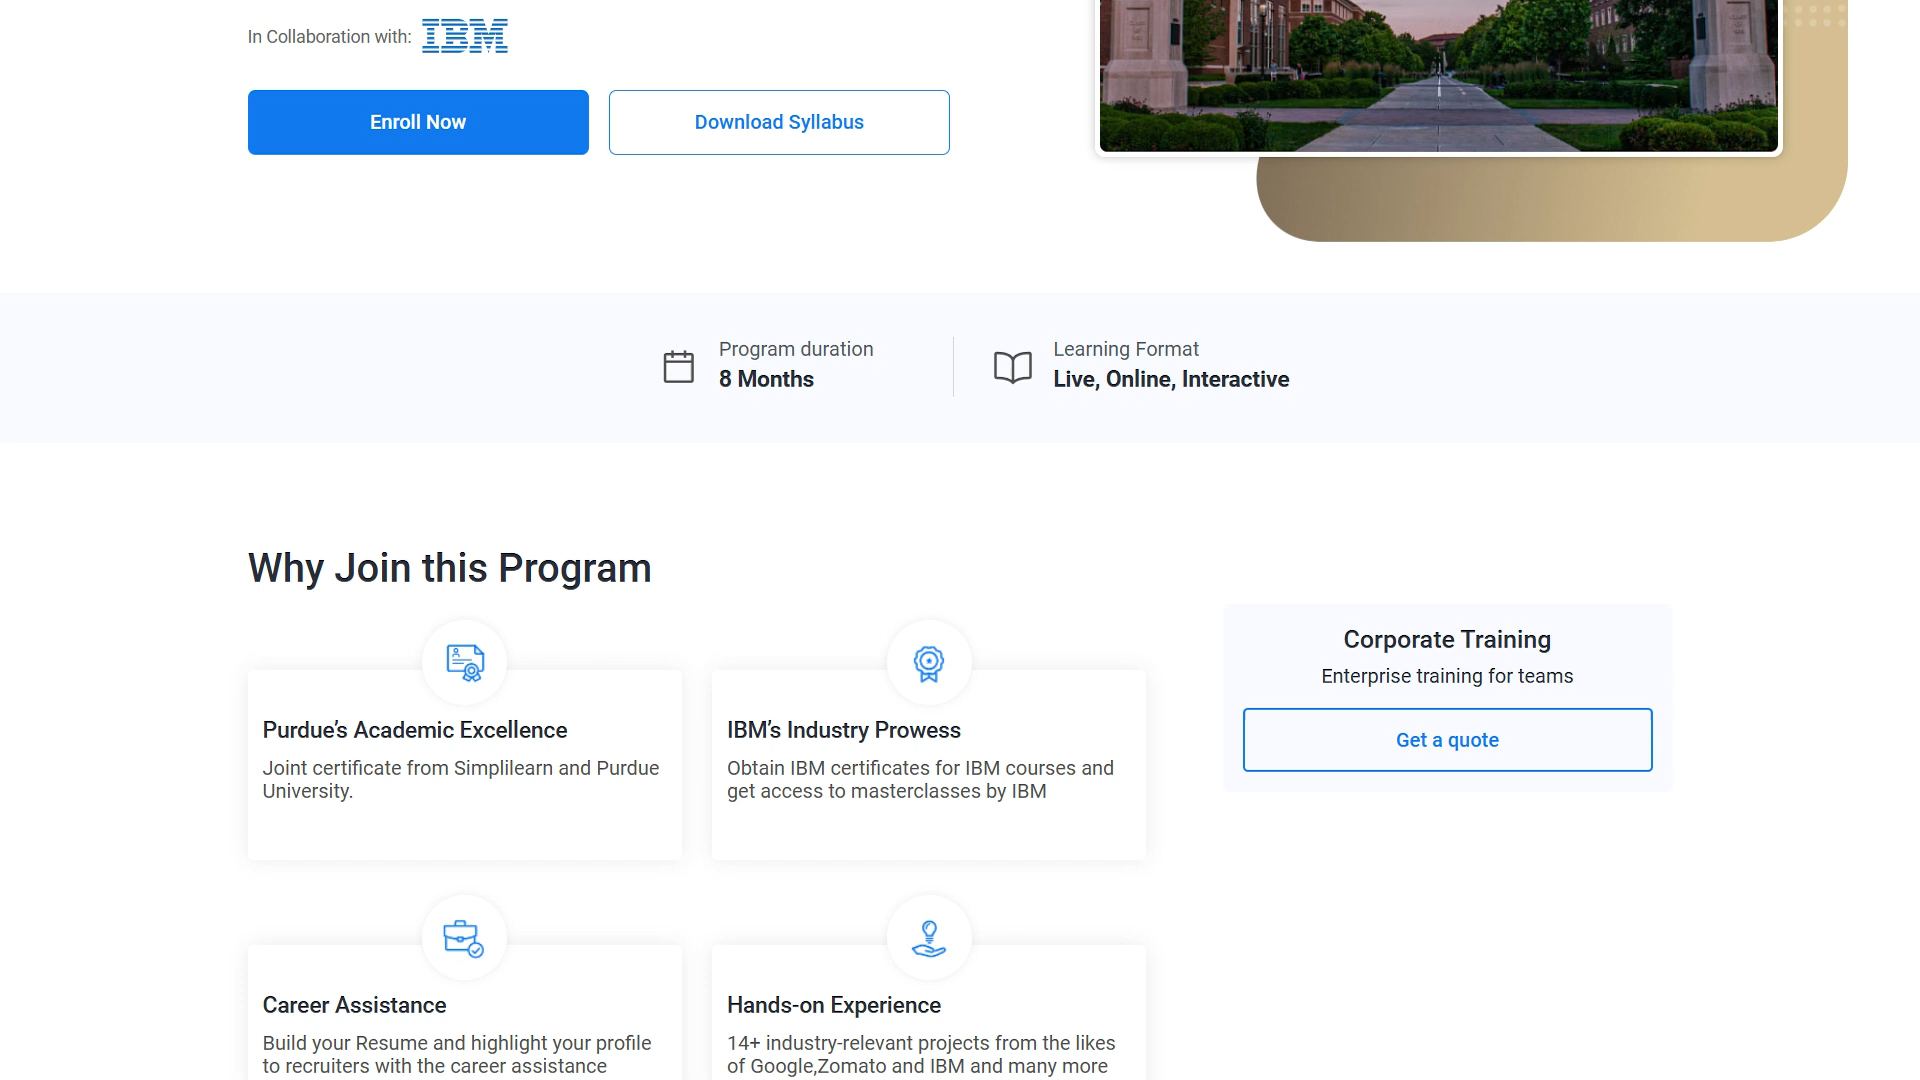 In Collaboration with: IBM
Enroll Now
Download Syllabus
Program duration
8 Months
Learning Format
Live, Online, Interactive
Why Join this Program
Purdue’s Academic Excellence
Joint certificate from Simplilearn and Purdue
University.
IBM’s Industry Prowess
Obtain IBM certificates for IBM courses and
get access to masterclasses by IBM
Corporate Training
Enterprise training for teams
Get a quote
Career Assistance
Build your Resume and highlight your profile
to recruiters with the career assistance
Hands-on Experience
14+ industry-relevant projects from the likes
of Google,Zomato and IBM and many more